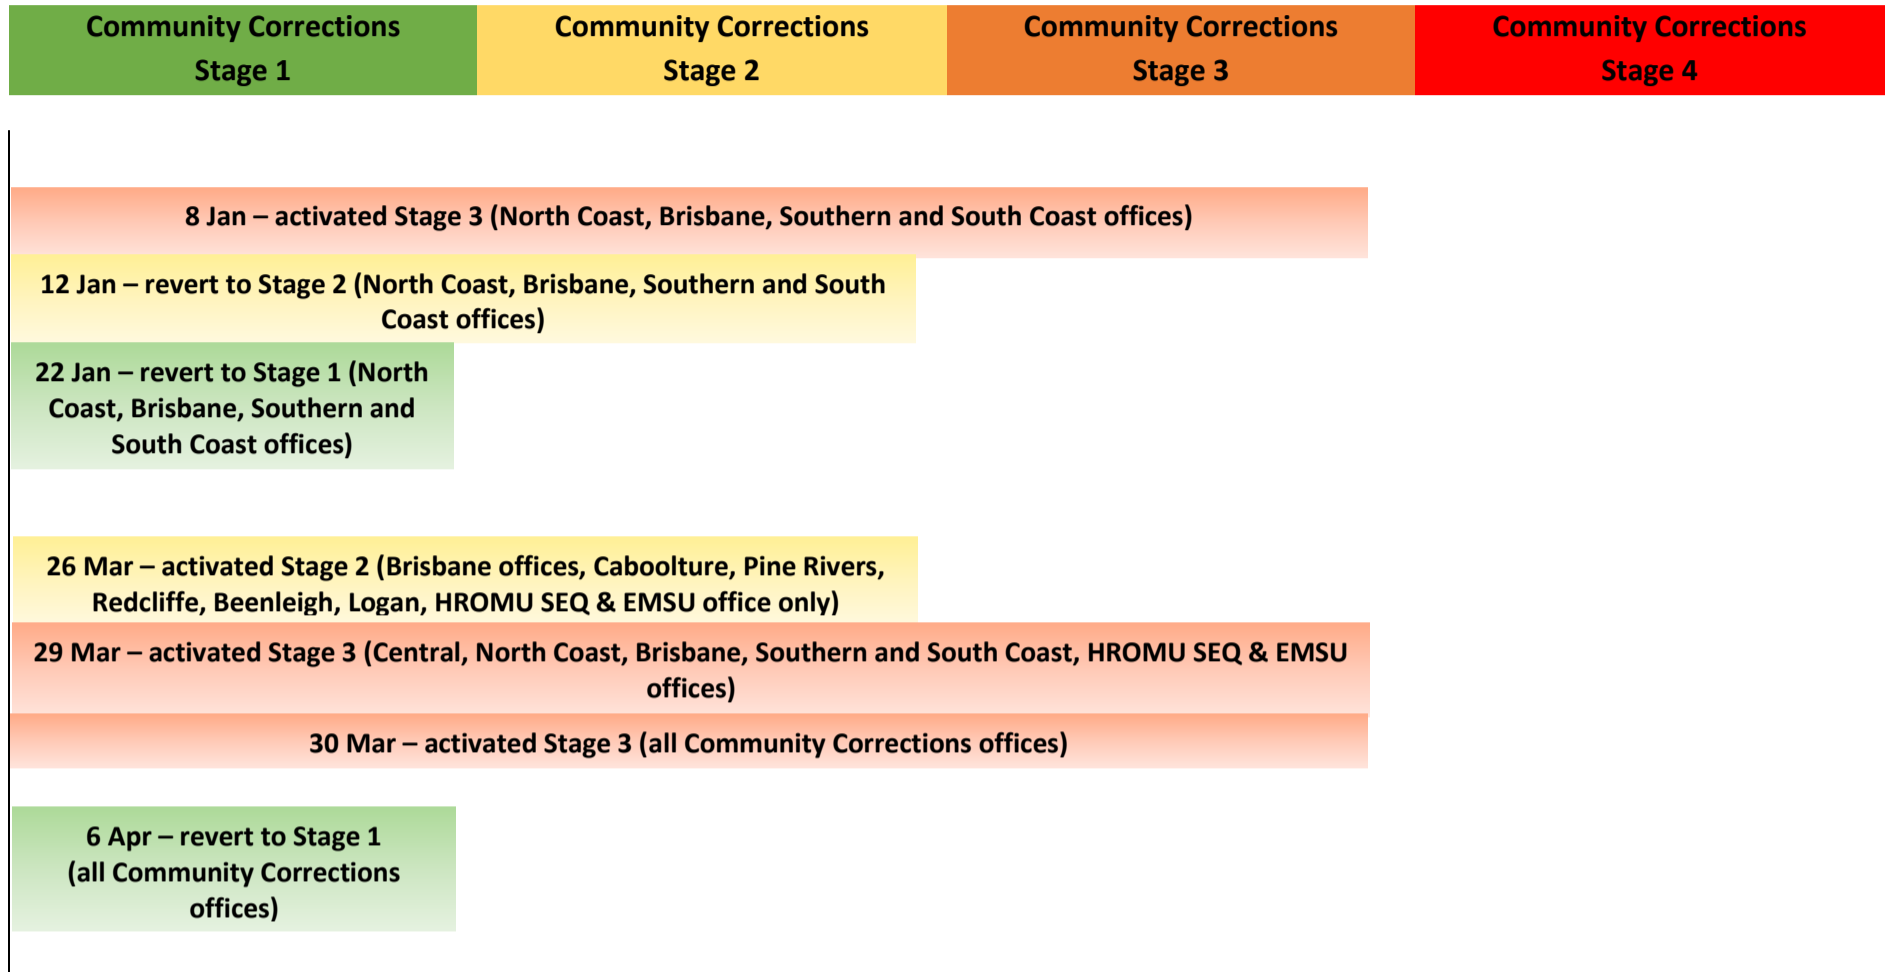 Community Corrections
Stage 1
Community Corrections
Stage 2
Community Corrections
Stage 3
Community Corrections
Stage 4
8 Jan – activated Stage 3 (North Coast, Brisbane, Southern and South Coast offices)
12 Jan – revert to Stage 2 (North Coast, Brisbane, Southern and South
Coast offices)
22 Jan – revert to Stage 1 (North
Coast, Brisbane, Southern and
South Coast offices)
26 Mar – activated Stage 2 (Brisbane offices, Caboolture, Pine Rivers,
Redcliffe, Beenleigh, Logan, HROMU SEQ & EMSU office only)
29 Mar – activated Stage 3 (Central, North Coast, Brisbane, Southern and South Coast, HROMU SEQ & EMSU
offices)
30 Mar – activated Stage 3 (all Community Corrections offices)
6 Apr – revert to Stage 1
(all Community Corrections
offices)